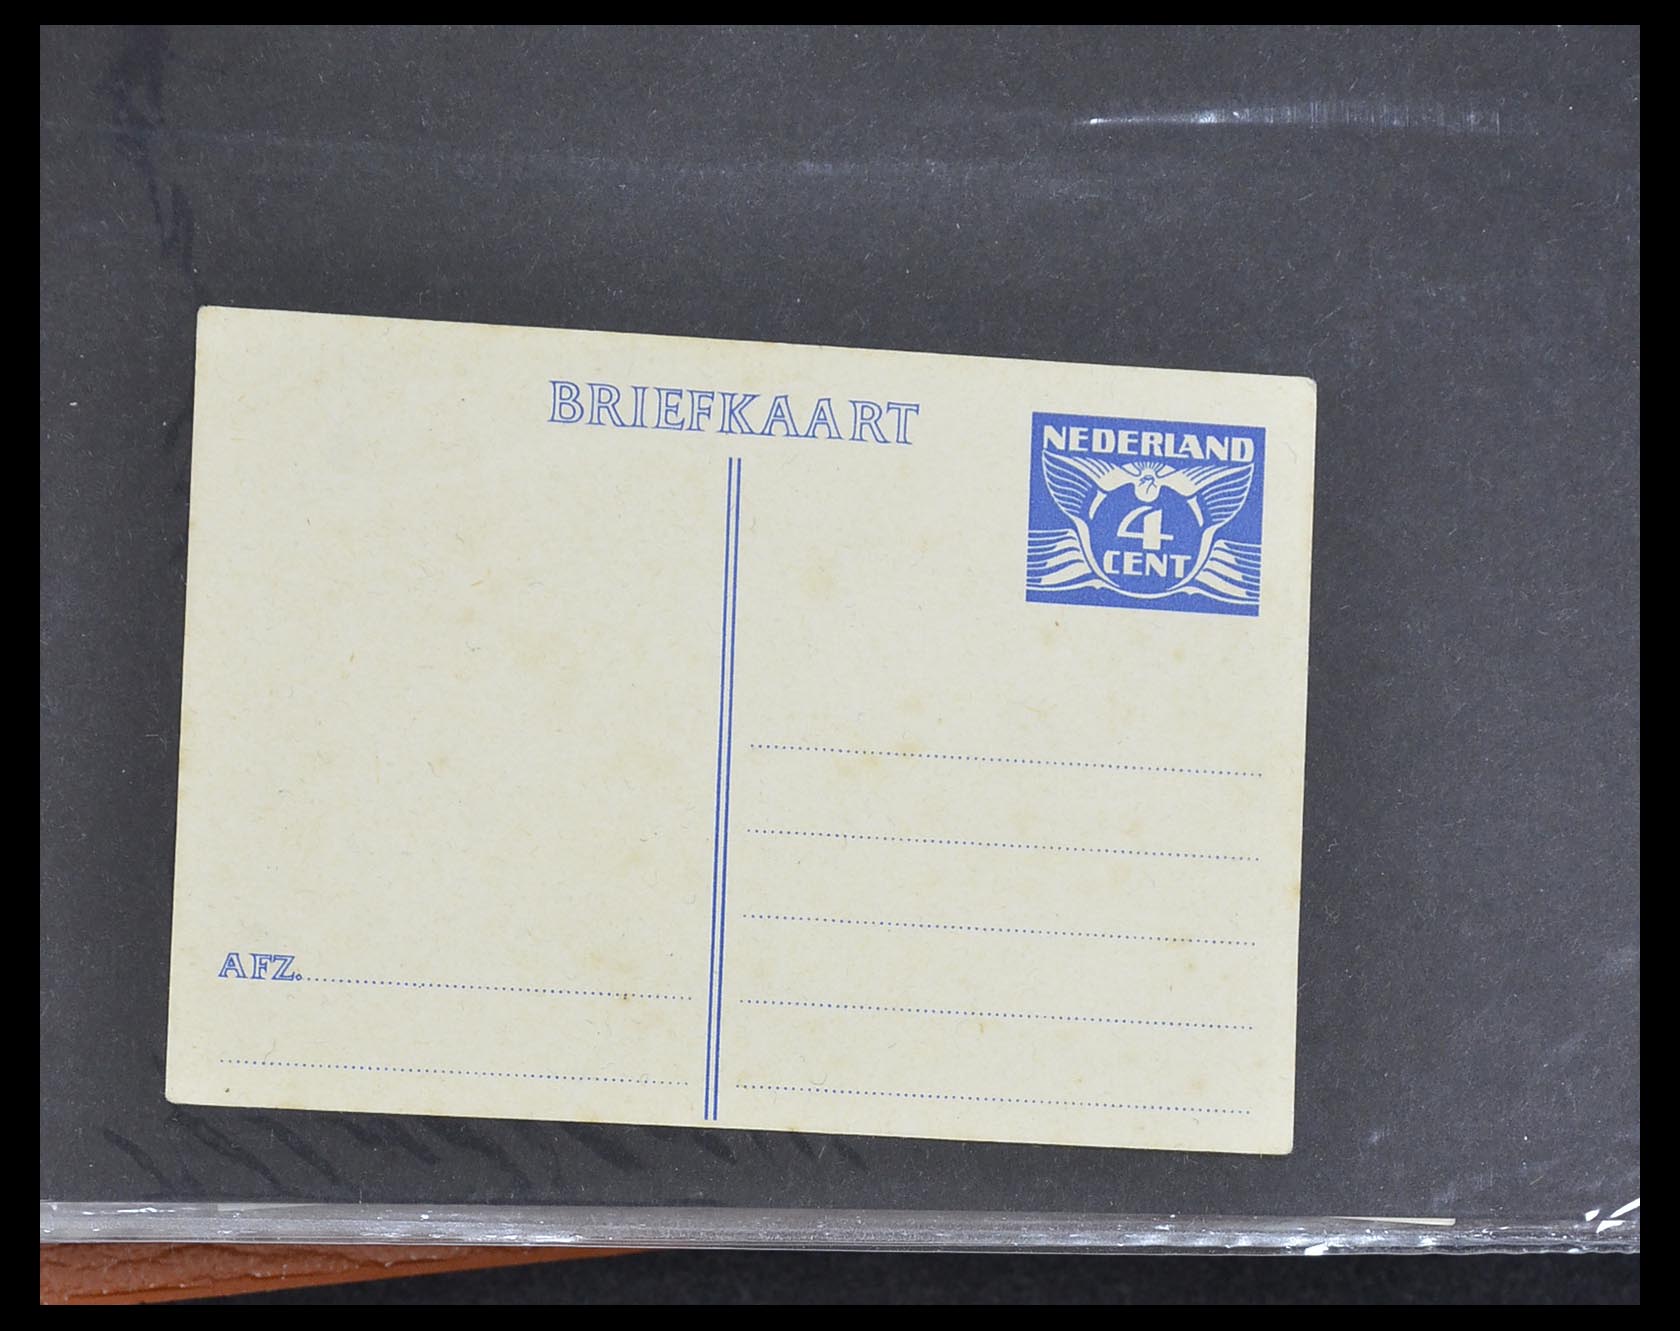 BRIEFKAART
NEDERLAND
4
CENT
AFZ.